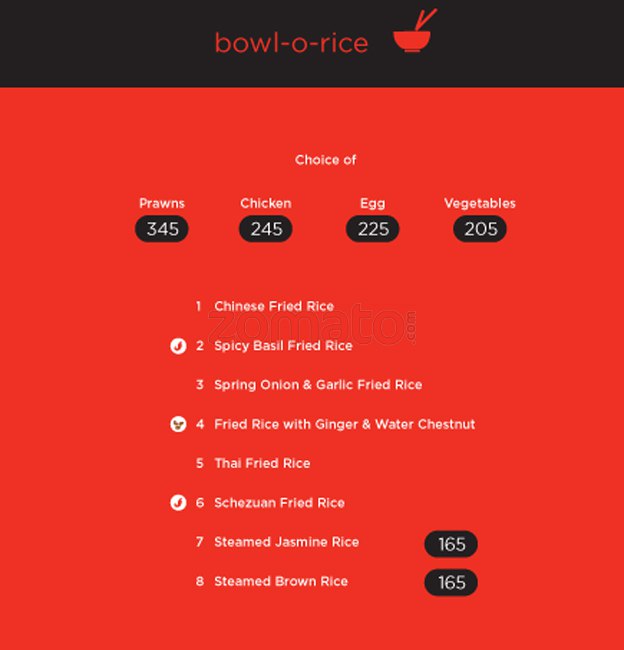 bowl-o-rice
Choice of
Prawns Chicken Egg Vegetables
345 245 225 205
1 Chinese Fried Rice
zomato.com
2 Spicy Basil Fried Rice
3 Spring Onion & Garlic Fried Rice
4 Fried Rice with Ginger & Water Chestnut
5 Thai Fried Rice
6 Schezuan Fried Rice
7 Steamed Jasmine Rice 165
8 Steamed Brown Rice 165